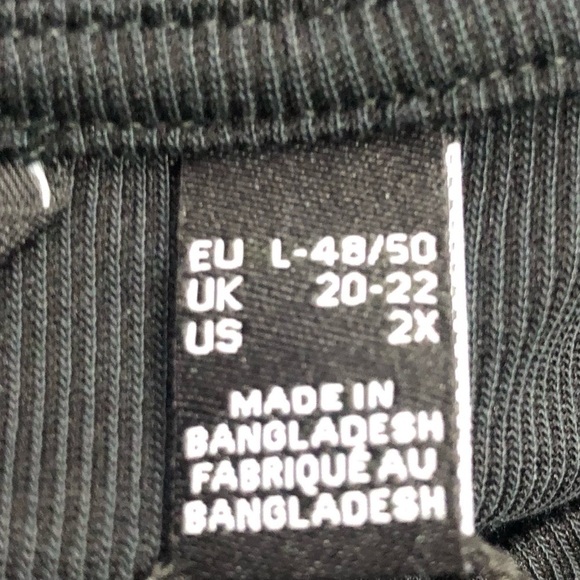 EU L-48/50
UK 20-22
US 2X
MADE IN
BANGLADESH
FABRIQUÉ AU
BANGLADESH